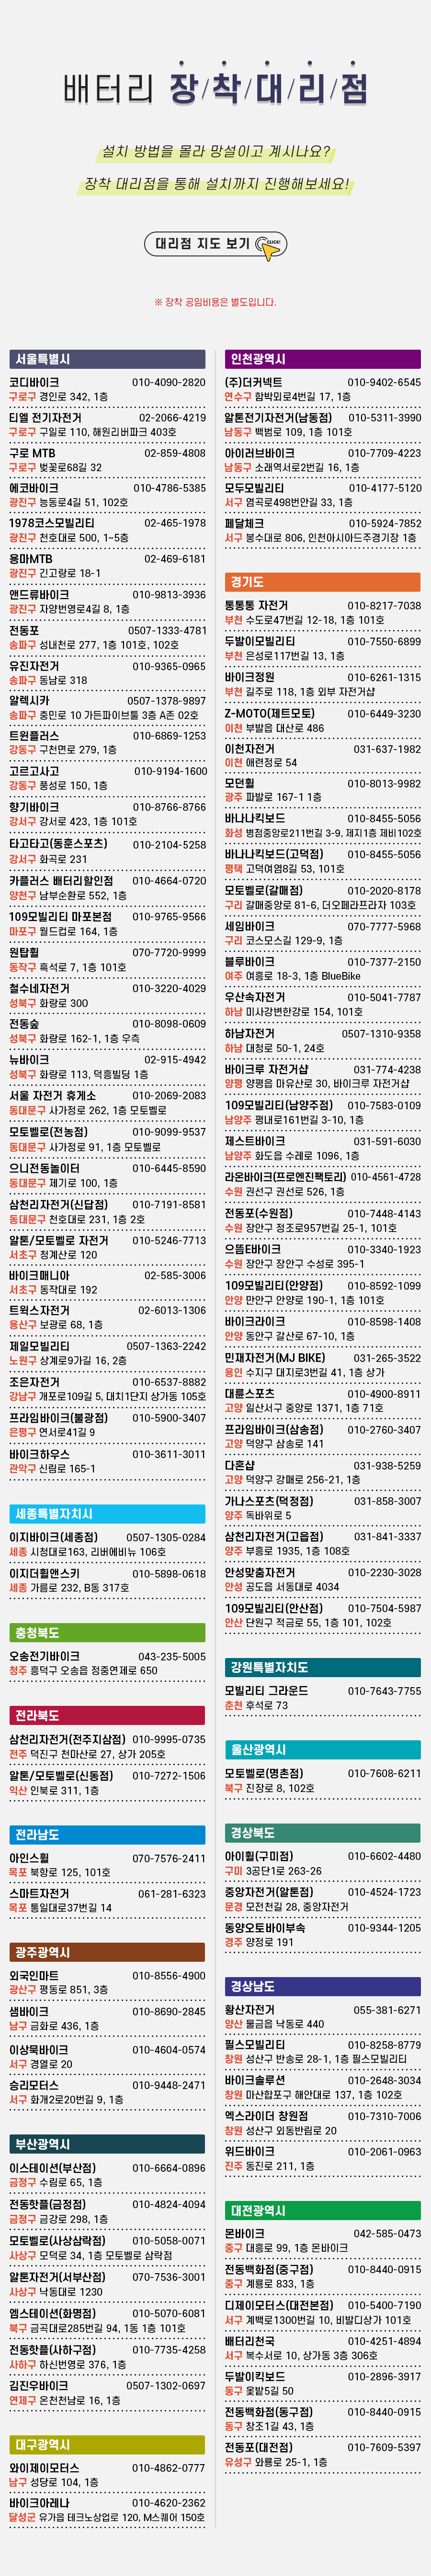 배터리 장/착/대/리/점
설치 방법을 몰라 망설이고 계시나요?
장착 대리점을 통해 설치까지 진행해보세요!
대리점 지도 보기 CLICK!
※ 장착 공임비용은 별도입니다.
서울특별시
코디바이크 010-4090-2820
구로구 경인로 342, 1층
티엘 전기자전거 02-2066-4219
구로구 구일로 110, 해원리버파크 403호
구로 MTB 02-859-4808
구로구 벚꽃로68길 32
에코바이크 010-4786-5385
광진구 능동로4길 51, 102호
1978코스모빌리티 02-465-1978
광진구 천호대로 500, 1~5층
용마MTB 02-469-6181
광진구 긴고랑로 18-1
앤드류바이크 010-9813-3936
광진구 자양번영로4길 8, 1층
전동포 0507-1333-4781
송파구 성내천로 277, 1층 101호, 102호
유진자전거 010-9365-0965
송파구 동남로 318
알렉시카 0507-1378-9897
송파구 충민로 10 가든파이브툴 3층 A존 02호
트윈플러스 010-6869-1253
강동구 구천면로 279, 1층
고르고사고 010-9194-1600
강동구 풍성로 150, 1층
향기바이크 010-8766-8766
강서구 강서로 423, 1층 101호
타고타고(동훈스포츠) 010-2104-5258
강서구 화곡로 231
카플러스 배터리할인점 010-4664-0720
양천구 남부순환로 552, 1층
109모빌리티 마포본점 010-9765-9566
마포구 월드컵로 164, 1층
원탑휠 070-7720-9999
동작구 흑석로 7, 1층 101호
철수네자전거 010-3220-4029
성북구 화랑로 300
전동숲 010-8098-0609
성북구 화랑로 162-1, 1층 우측
뉴바이크 02-915-4942
성북구 화랑로 113, 덕흥빌딩 1층
서울 자전거 휴게소 010-2069-2083
동대문구 사가정로 262, 1층 모토벨로
모토벨로(전농점) 010-9099-9537
동대문구 사가정로 91, 1층 모토벨로
으니전동놀이터 010-6445-8590
동대문구 제기로 100, 1층
삼천리자전거(신답점) 010-7191-8581
동대문구 천호대로 231, 1층 2호
알톤/모토벨로 자전거 010-5246-7713
서초구 청계산로 120
바이크매니아 02-585-3006
서초구 동작대로 192
트윅스자전거 02-6013-1306
용산구 보광로 68, 1층
제일모빌리티 0507-1363-2242
노원구 상계로9가길 16, 2층
조은자전거 010-6537-8882
강남구 개포로109길 5, 대치1단지 상가동 105호
프라임바이크(불광점) 010-5900-3407
은평구 연서로41길 9
바이크하우스 010-3611-3011
관악구 신림로 165-1
세종특별자치시
이지바이크(세종점) 0507-1305-0284
세종 시청대로163, 리버에비뉴 106호
이지더휠앤스키 010-5898-0618
세종 가름로 232, B동 317호
충청북도
오송전기바이크 043-235-5005
청주 흥덕구 오송읍 정중연제로 650
전라북도
삼천리자전거(전주지삼점) 010-9995-0735
전주 덕진구 천마산로 27, 상가 205호
알톤/모토벨로(신동점) 010-7272-1506
익산 인북로 311, 1층
전라남도
아인스휠 070-7576-2411
목포 북항로 125, 101호
스마트자전거 061-281-6323
목포 통일대로37번길 14
광주광역시
외국인마트 010-8556-4900
광산구 평동로 851, 3층
샘바이크 010-8690-2845
남구 금화로 436, 1층
이상묵바이크 010-4604-0574
서구 경열로 20
승리모터스 010-9448-2471
서구 화개2로20번길 9, 1층
부산광역시
이스테이션(부산점) 010-6664-0896
금정구 수림로 65, 1층
전동핫플(금정점) 010-4824-4094
금정구 금강로 298, 1층
모토벨로(사상삼락점) 010-5058-0071
사상구 모덕로 34, 1층 모토벨로 삼락점
알톤자전거(서부산점) 070-7536-3001
사상구 낙동대로 1230
엠스테이션(화명점) 010-5070-6081
북구 금곡대로285번길 94, 1동 1층 101호
전동핫플(사하구점) 010-7735-4258
사하구 하신번영로 376, 1층
김진우바이크 0507-1302-0697
연제구 온천천남로 16, 1층
대구광역시
와이제이모터스 010-4862-0777
남구 성당로 104, 1층
바이크아레나 010-4620-2362
달성군 유가읍 테크노상업로 120, M스퀘어 150호
인천광역시
(주)더커넥트 010-9402-6545
연수구 함박뫼로4번길 17, 1층
알톤전기자전거(남동점) 010-5311-3990
남동구 백범로 109, 1층 101호
아이러브바이크 010-7709-4223
남동구 소래역서로2번길 16, 1층
모두모빌리티 010-4177-5120
서구 염곡로498번안길 33, 1층
페달체크 010-5924-7852
서구 봉수대로 806, 인천아시아드주경기장 1층
경기도
통통통 자전거 010-8217-7038
부천 수도로47번길 12-18, 1층 101호
두발이모빌리티 010-7550-6899
부천 은성로117번길 13, 1층
바이크정원 010-6261-1315
부천 길주로 118, 1층 외부 자전거샵
Z-MOTO(제트모토) 010-6449-3230
이천 부발읍 대산로 486
이천자전거 031-637-1982
이천 애련정로 54
모던휠 010-8013-9982
광주 파발로 167-1 1층
바나나킥보드 010-8455-5056
화성 병점중앙로211번길 3-9, 제지1층 제비102호
바나나킥보드(고덕점) 010-8455-5056
평택 고덕여염8길 53, 101호
모토벨로(갈매점) 010-2020-8178
구리 갈매중앙로 81-6, 더오페라프라자 103호
세임바이크 070-7777-5968
구리 코스모스길 129-9, 1층
블루바이크 010-7377-2150
여주 여흥로 18-3, 1층 BlueBike
우산속자전거 010-5041-7787
하남 미사강변한강로 154, 101호
하남자전거 0507-1310-9358
하남 대청로 50-1, 24호
바이크루 자전거샵 031-774-4238
양평 양평읍 마유산로 30, 바이크루 자전거샵
109모빌리티(남양주점) 010-7583-0109
남양주 평내로161번길 3-10, 1층
제스트바이크 031-591-6030
남양주 화도읍 수레로 1096, 1층
라온바이크(프로엔진팩토리) 010-4561-4728
수원 권선구 권선로 526, 1층
전동포(수원점) 010-7448-4143
수원 장안구 정조로957번길 25-1, 101호
으뜸E바이크 010-3340-1923
수원 장안구 장안구 수성로 395-1
109모빌리티(안양점) 010-8592-1099
안양 만안구 안양로 190-1, 1층 101호
바이크라이크 010-8598-1408
안양 동안구 갈산로 67-10, 1층
민재자전거(MJ BIKE) 031-265-3522
용인 수지구 대지로3번길 41, 1층 상가
대륜스포츠 010-4900-8911
고양 일산서구 중앙로 1371, 1층 71호
프라임바이크(삼송점) 010-2760-3407
고양 덕양구 삼송로 141
다혼샵 031-938-5259
고양 덕양구 강매로 256-21, 1층
가나스포츠(덕정점) 031-858-3007
양주 독바위로 5
삼천리자전거(고읍점) 031-841-3337
양주 부흥로 1935, 1층 108호
안성맞춤자전거 010-2230-3028
안성 공도읍 서동대로 4034
109모빌리티(안산점) 010-7504-5987
안산 단원구 적금로 55, 1층 101, 102호
강원특별자치도
모빌리티 그라운드 010-7643-7755
춘천 후석로 73
울산광역시
모토벨로(명촌점) 010-7608-6211
북구 진장로 8, 102호
경상북도
아이휠(구미점) 010-6602-4480
구미 3공단1로 263-26
중앙자전거(알톤점) 010-4524-1723
문경 모전천길 28, 중앙자전거
동양오토바이부속 010-9344-1205
경주 양정로 191
경상남도
황산자전거 055-381-6271
양산 물금읍 낙동로 440
필스모빌리티 010-8258-8779
창원 성산구 반송로 28-1, 1층 필스모빌리티
바이크솔루션 010-2648-3034
창원 마산합포구 해안대로 137, 1층 102호
엑스라이더 창원점 010-7310-7006
창원 성산구 외동반림로 20
위드바이크 010-2061-0963
진주 동진로 211, 1층
대전광역시
몬바이크 042-585-0473
중구 대흥로 99, 1층 몬바이크
전동백화점(중구점) 010-8440-0915
중구 계룡로 833, 1층
디제이모터스(대전본점) 010-5400-7190
서구 계백로1300번길 10, 비발디상가 101호
배터리천국 010-4251-4894
서구 복수서로 10, 상가동 3층 306호
두발이킥보드 010-2896-3917
동구 옻밭5길 50
전동백화점(동구점) 010-8440-0915
동구 창조1길 43, 1층
전동포(대전점) 010-7609-5397
유성구 와룡로 25-1, 1층